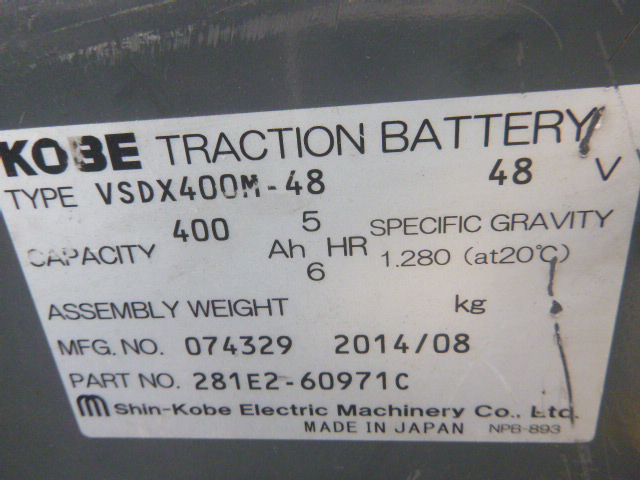 KOBE TRACTION BATTERY
TYPE VSDX400M-48 48 V
CAPACITY 400 Ah 5 HR 6 SPECIFIC GRAVITY
1.280 (at20℃)
ASSEMBLY WEIGHT kg
MFG. NO. 074329 2014/08
PART NO. 281E2-60971C
Shin-Kobe Electric Machinery Co., Ltd.
MADE IN JAPAN NPB-893